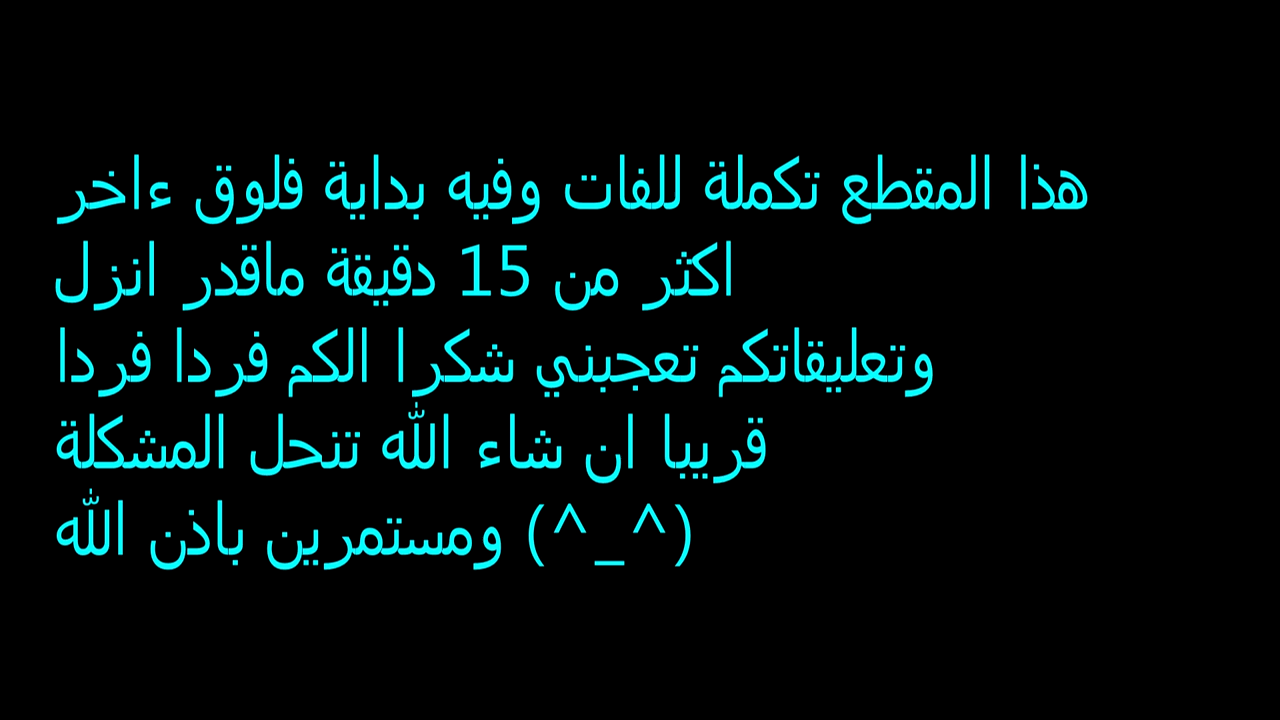 هذا المقطع تكملة للفات وفيه بداية فلوق ءاخر
اكثر من 15 دقيقة ماقدر انزل
وتعليقاتكم تعجبني شكرا الكم فردا فردا
قريبا ان شاء الله تنحل المشكلة
(^_^) ومستمرين باذن الله